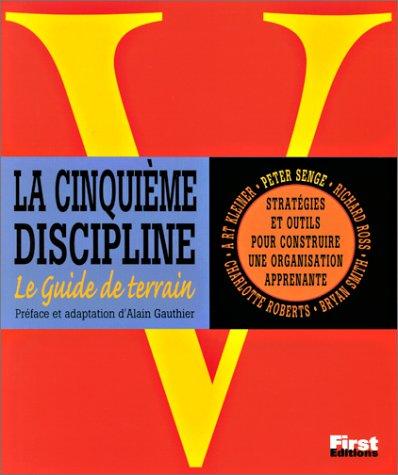 V
LA CINQUIÈME
DISCIPLINE
Le Guide de terrain
Préface et adaptation d'Alain Gauthier
ART KLEINER • PETER SENGE • RICHARD ROSS • BRYAN SMITH • CHARLOTTE ROBERTS •
STRATÉGIES
ET OUTILS
POUR CONSTRUIRE
UNE ORGANISATION
APPRENANTE
First
Editions